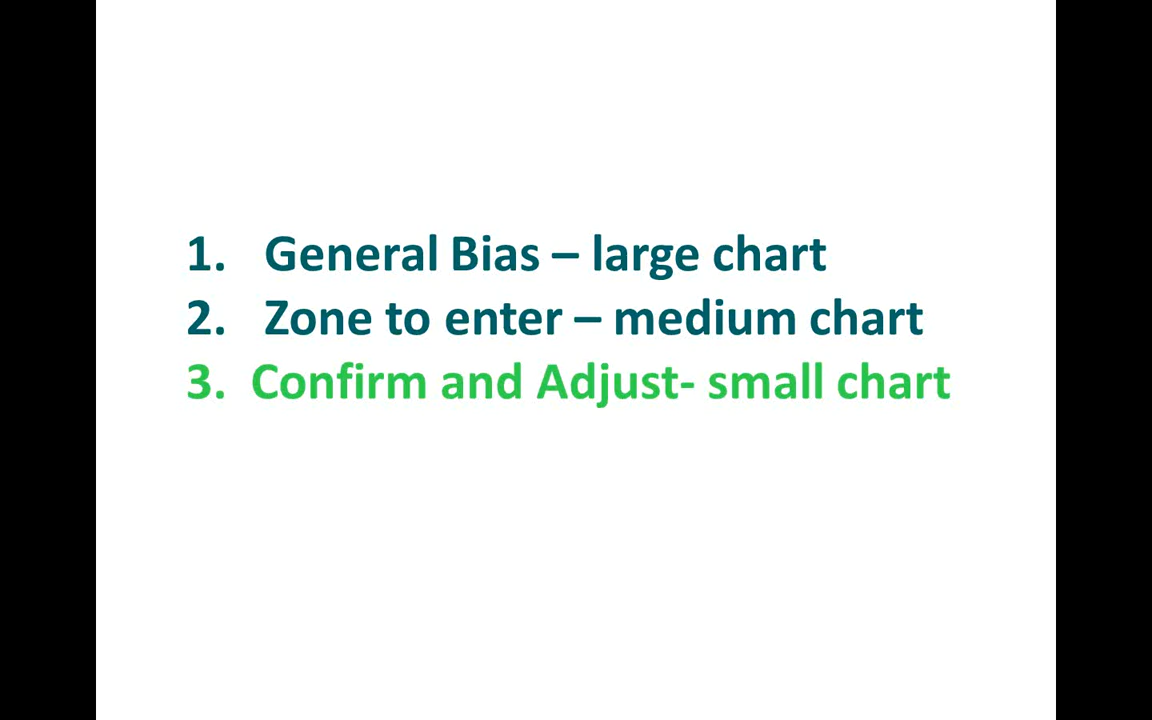 1. General Bias – large chart
2. Zone to enter – medium chart
3. Confirm and Adjust- small chart